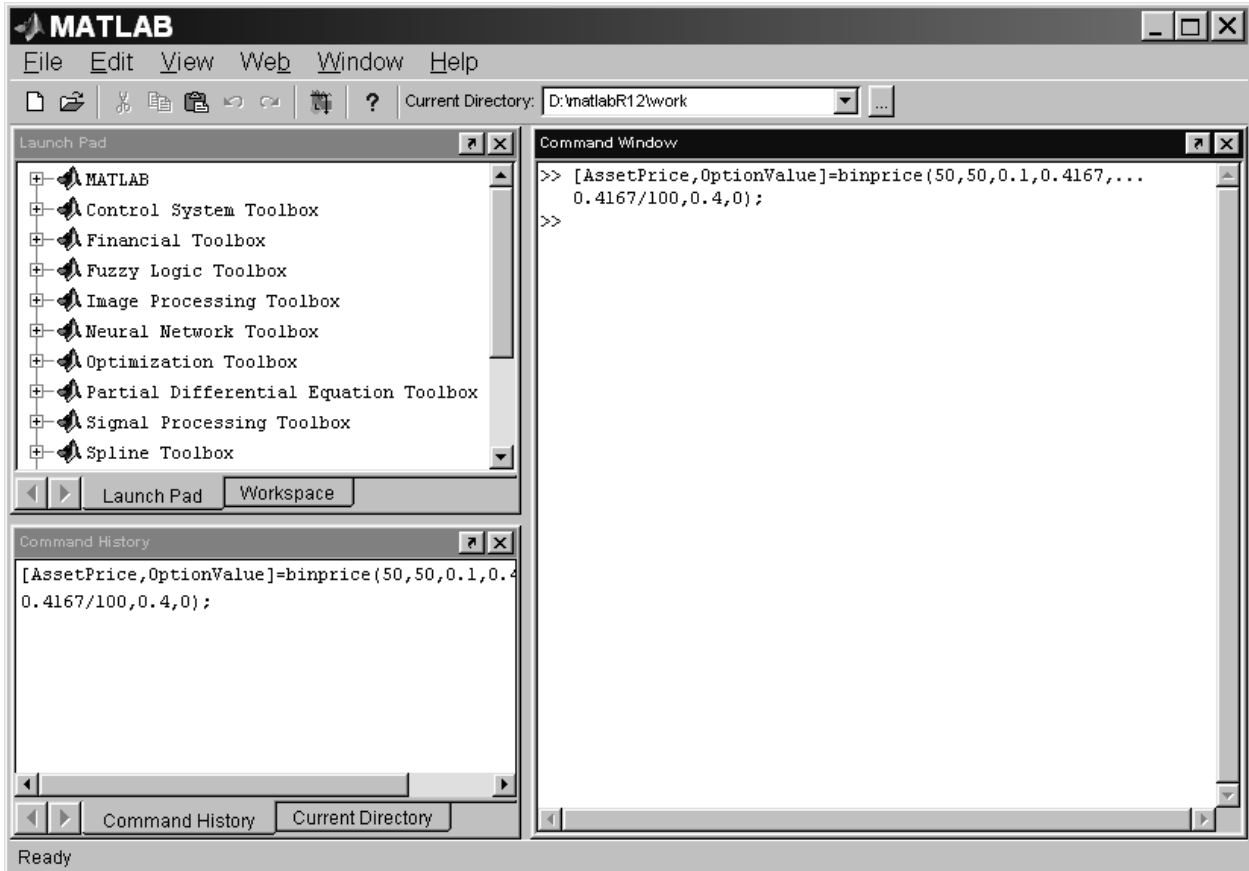 MATLAB
File Edit View Web Window Help
? Current Directory: D:\matlabR12\work ...
Launch Pad
MATLAB
Control System Toolbox
Financial Toolbox
Fuzzy Logic Toolbox
Image Processing Toolbox
Neural Network Toolbox
Optimization Toolbox
Partial Differential Equation Toolbox
Signal Processing Toolbox
Spline Toolbox
Launch Pad Workspace
Command History
[AssetPrice,OptionValue]=binprice(50,50,0.1,0.4
0.4167/100,0.4,0);
Command History Current Directory
Command Window
>> [AssetPrice,OptionValue]=binprice(50,50,0.1,0.4167,...
0.4167/100,0.4,0);
>>
Ready